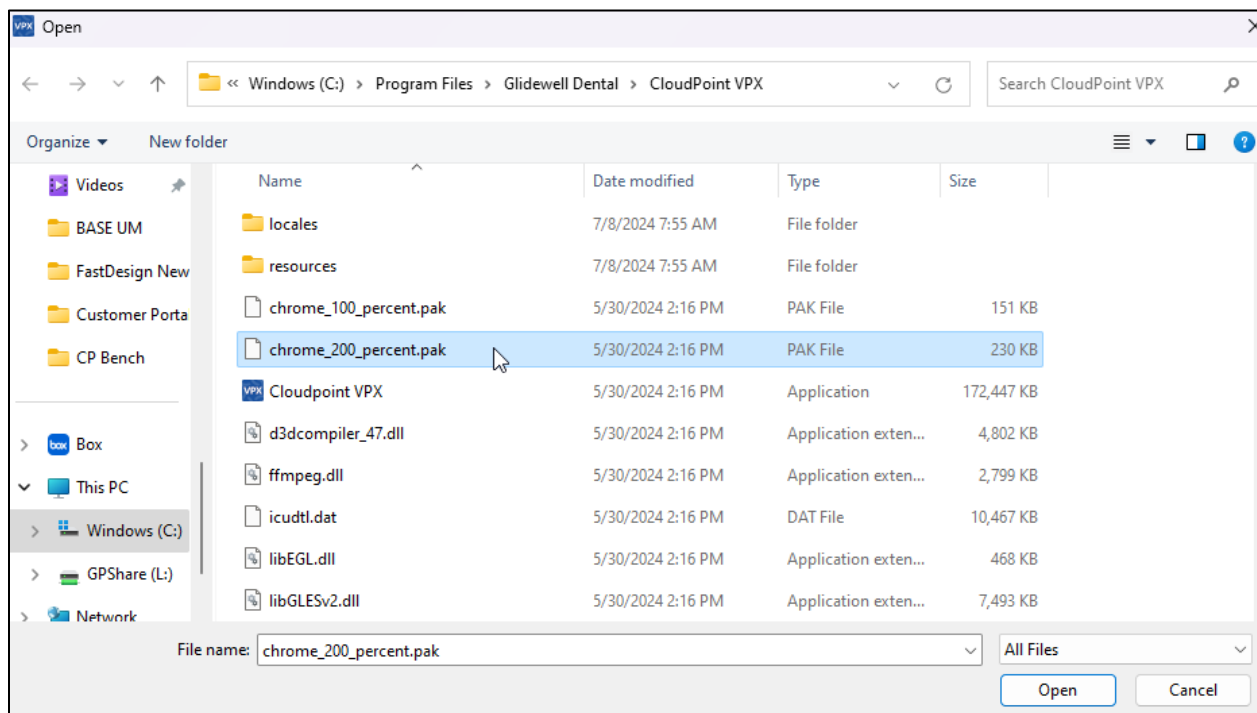 VPX Open
« Windows (C:) > Program Files > Glidewell Dental > CloudPoint VPX
Search CloudPoint VPX
Organize New folder ?
Name Date modified Type Size
Videos
BASE UM
FastDesign New
Customer Porta
CP Bench
box Box
This PC
Windows (C:)
GPShare (L:)
Network
locales 7/8/2024 7:55 AM File folder
resources 7/8/2024 7:55 AM File folder
chrome_100_percent.pak 5/30/2024 2:16 PM PAK File 151 KB
chrome_200_percent.pak 5/30/2024 2:16 PM PAK File 230 KB
VPX Cloudpoint VPX 5/30/2024 2:16 PM Application 172,447 KB
d3dcompiler_47.dll 5/30/2024 2:16 PM Application exten... 4,802 KB
ffmpeg.dll 5/30/2024 2:16 PM Application exten... 2,799 KB
icudtl.dat 5/30/2024 2:16 PM DAT File 10,467 KB
libEGL.dll 5/30/2024 2:16 PM Application exten... 468 KB
libGLESv2.dll 5/30/2024 2:16 PM Application exten... 7,493 KB
File name: chrome_200_percent.pak All Files
Open Cancel